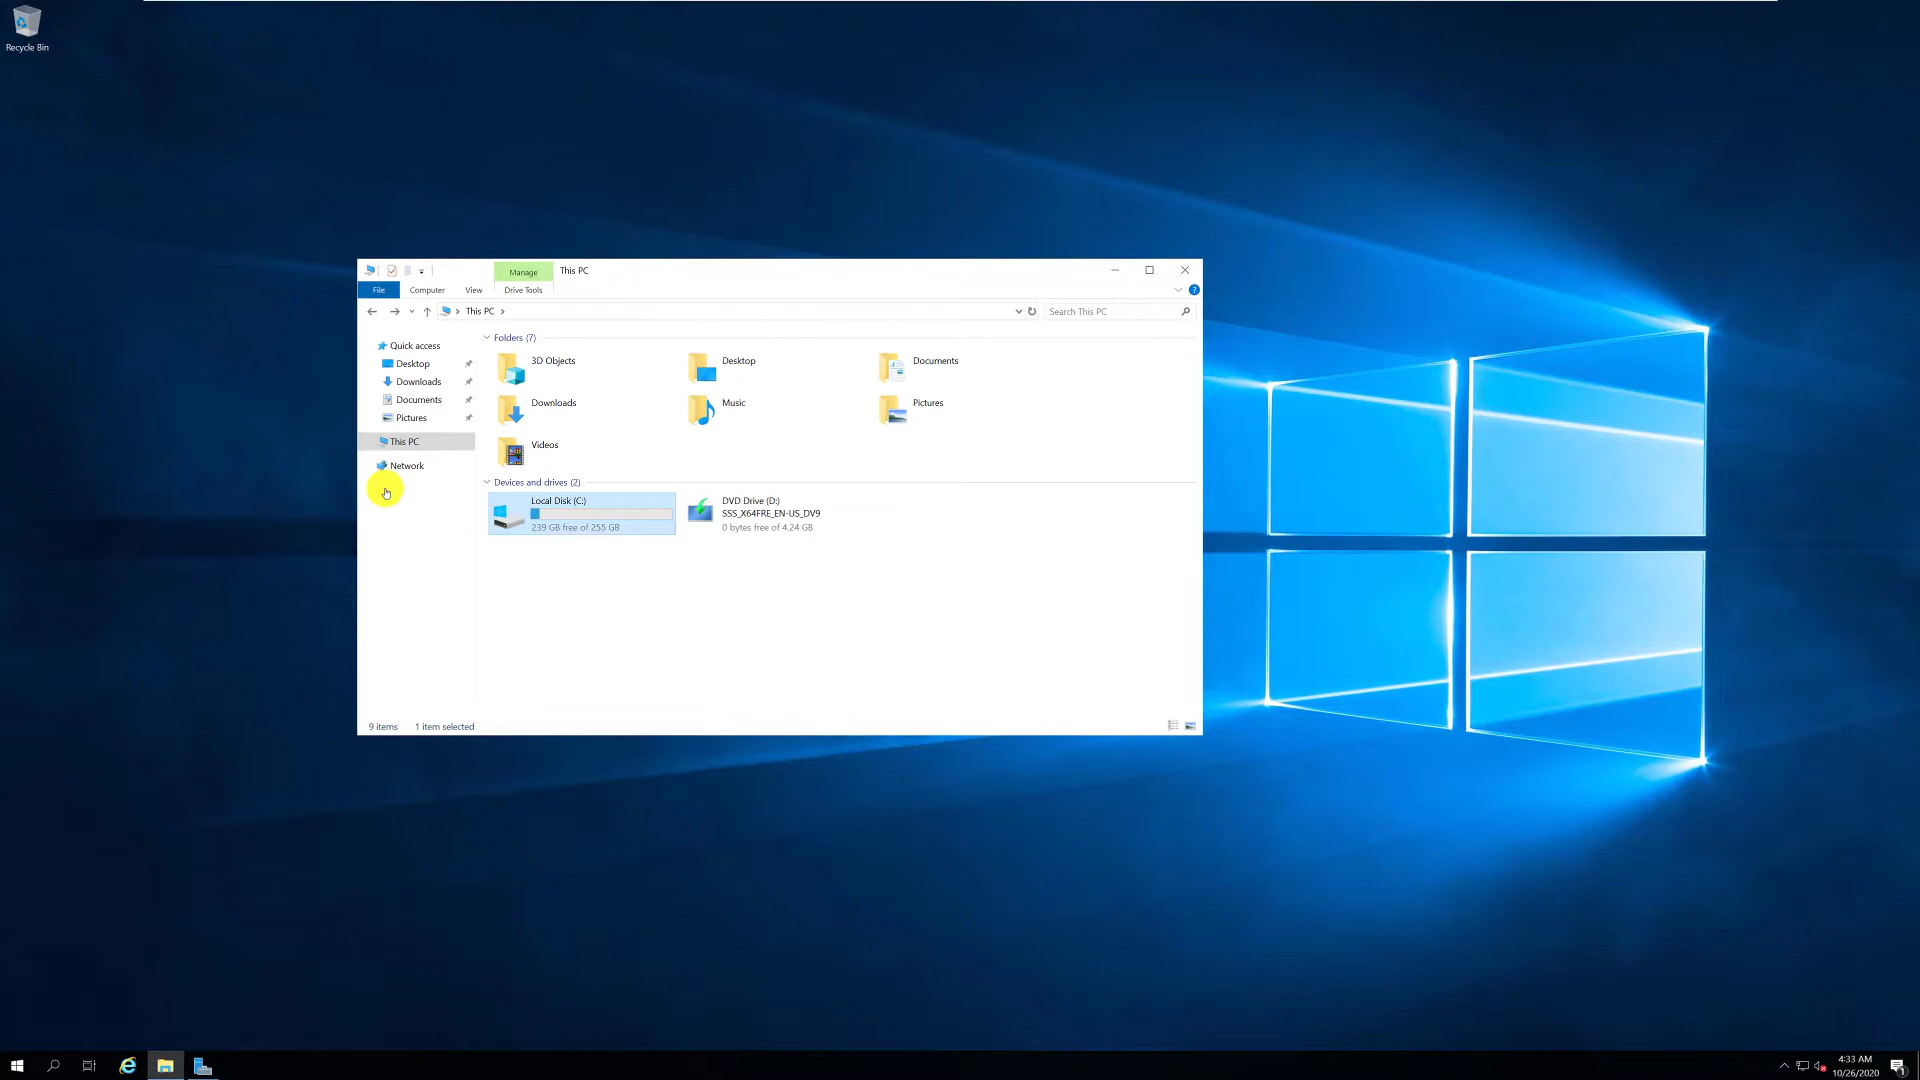 Recycle Bin
Manage
This PC
File
Computer
View
Drive Tools
This PC
Search This PC
Quick access
Desktop
Downloads
Documents
Pictures
This PC
Network
Folders (7)
3D Objects
Desktop
Documents
Downloads
Music
Pictures
Videos
Devices and drives (2)
Local Disk (C:)
239 GB free of 255 GB
DVD Drive (D:)
SSS_X64FRE_EN-US_DV9
0 bytes free of 4.24 GB
9 items
1 item selected
4:33 AM
10/26/2020
1